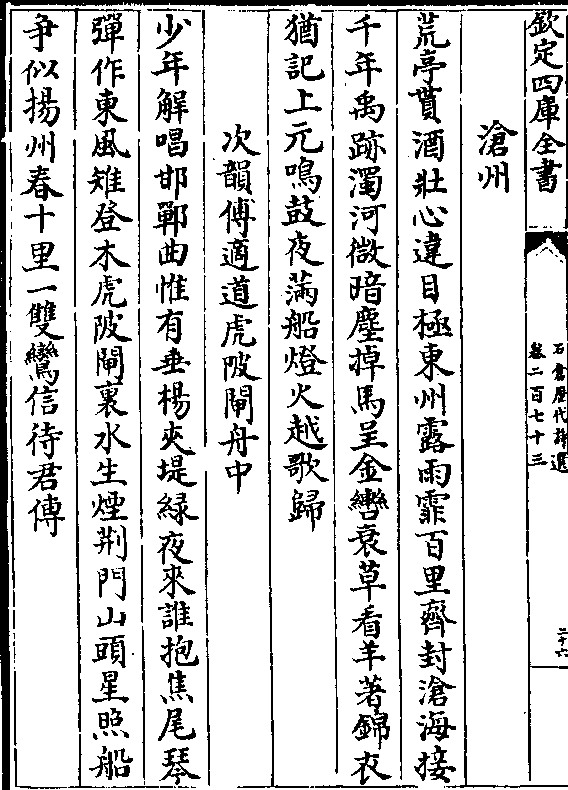 欽定四庫全書
石倉歴代詩選
卷二百七十三
二十六
滄州
荒亭貰酒壯心違目極東州露雨霏百里齊封滄海接
千年禹跡濁河微暗塵掉馬呈金轡衰草看羊著錦衣
猶記上元鳴鼓夜滿船燈火越歌歸
次韻傅適道虎陂閘舟中
少年解唱邯鄲曲惟有垂楊夾堤緑夜來誰抱焦尾琴
彈作東風雉登木虎陂閘裏水生煙荆門山頭星照船
爭似揚州春十里一雙鸞信待君傳